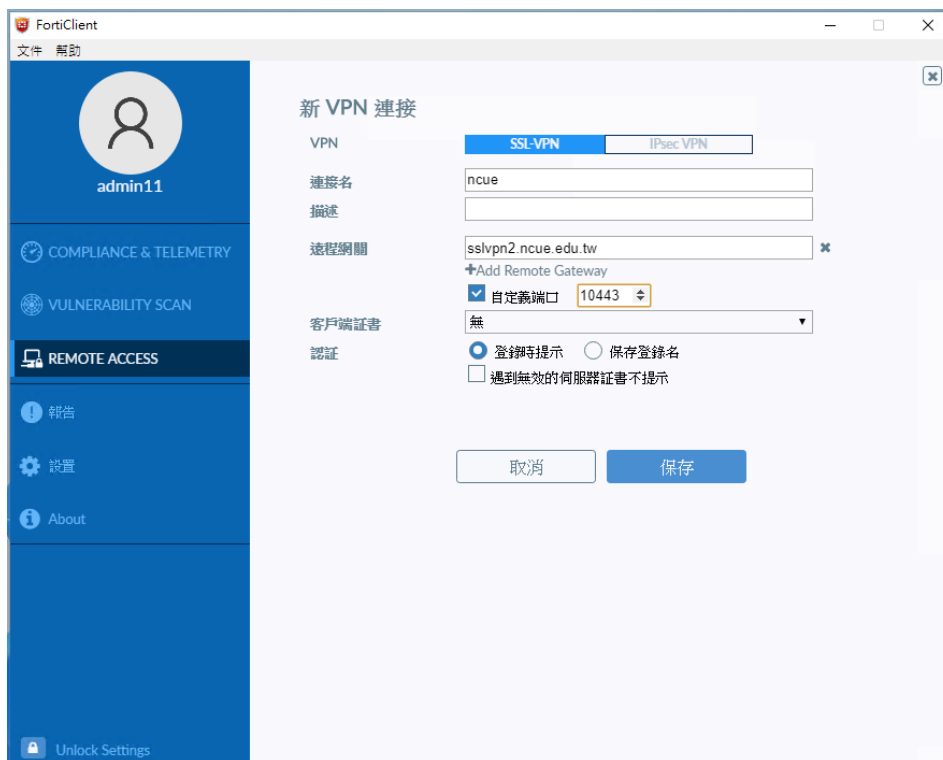 FortiClient
文件 幫助
admin11
COMPLIANCE & TELEMETRY
VULNERABILITY SCAN
REMOTE ACCESS
報告
設置
About
Unlock Settings
新 VPN 連接
VPN SSL-VPN IPsec VPN
連接名 ncue
描述
遠程網關 sslvpn2.ncue.edu.tw
+Add Remote Gateway
自定義端口 10443
客戶端証書 無
認証 登錄時提示 保存登錄名
遇到無效的伺服器証書不提示
取消 保存